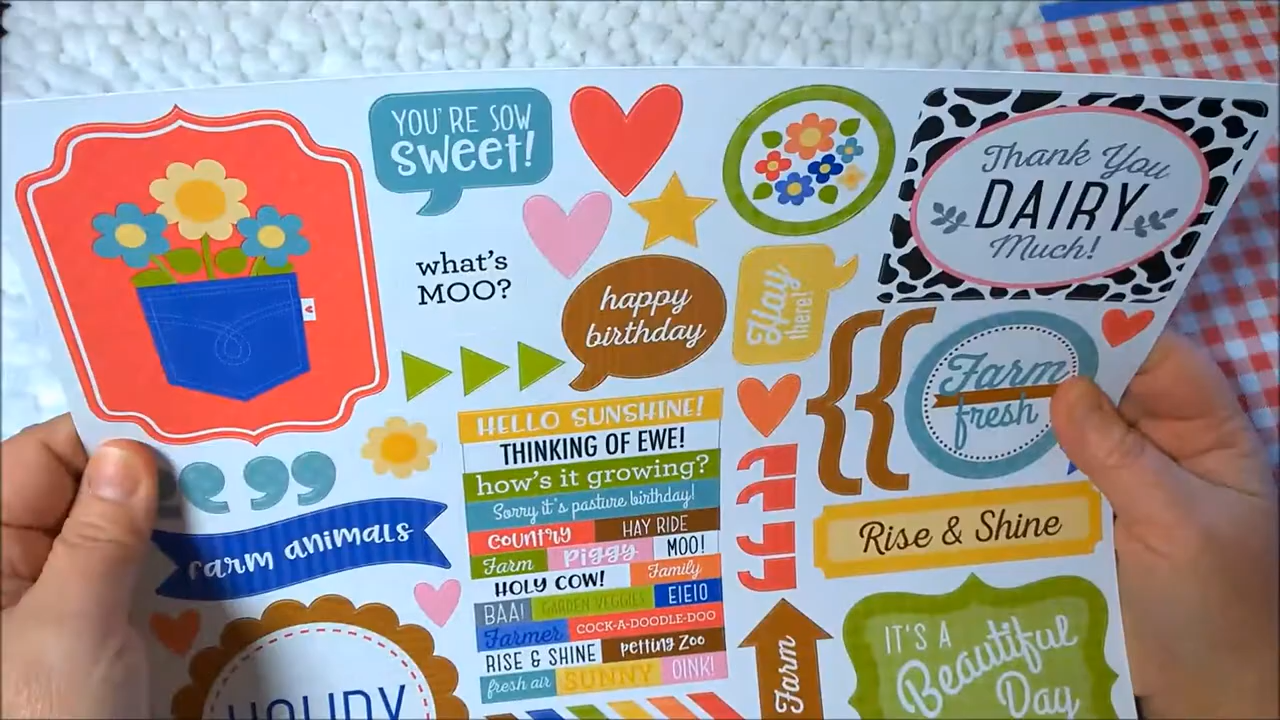 YOU'RE SOW
sweet!
Thank You
DAIRY
Much!
what's
MOO?
happy
birthday
Hay
there!
Farm
fresh
HELLO SUNSHINE!
THINKING OF EWE!
how's it growing?
Sorry it's pasture birthday!
COUNTRY HAY RIDE
Farm Piggy MOO!
HOLY COW! Family
BAA! GARDEN VEGGIES EIEIO
Farmer COCK-A-DOODLE-DOO
RISE & SHINE Petting Zoo
fresh air SUNNY OINK!
Rise & Shine
farm animals
HOWDY
Farm
IT'S A
Beautiful
Day